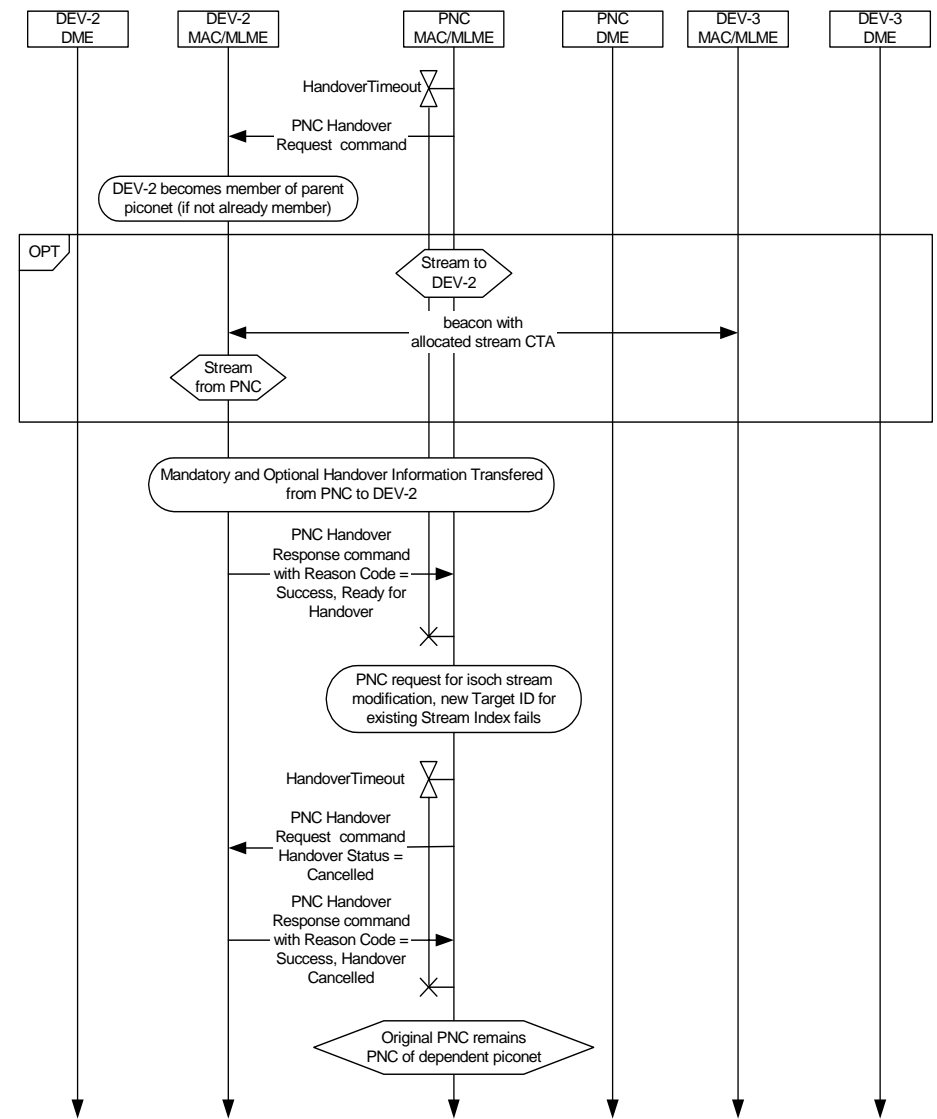 DEV-2
DME
DEV-2
MAC/MLME
PNC
MAC/MLME
PNC
DME
DEV-3
MAC/MLME
DEV-3
DME
HandoverTimeout
PNC Handover
Request command
DEV-2 becomes member of parent
piconet (if not already member)
OPT
Stream to
DEV-2
beacon with
allocated stream CTA
Stream
from PNC
Mandatory and Optional Handover Information Transfered
from PNC to DEV-2
PNC Handover
Response command
with Reason Code =
Success, Ready for
Handover
PNC request for isoch stream
modification, new Target ID for
existing Stream Index fails
HandoverTimeout
PNC Handover
Request command
Handover Status =
Cancelled
PNC Handover
Response command
with Reason Code =
Success, Handover
Cancelled
Original PNC remains
PNC of dependent piconet